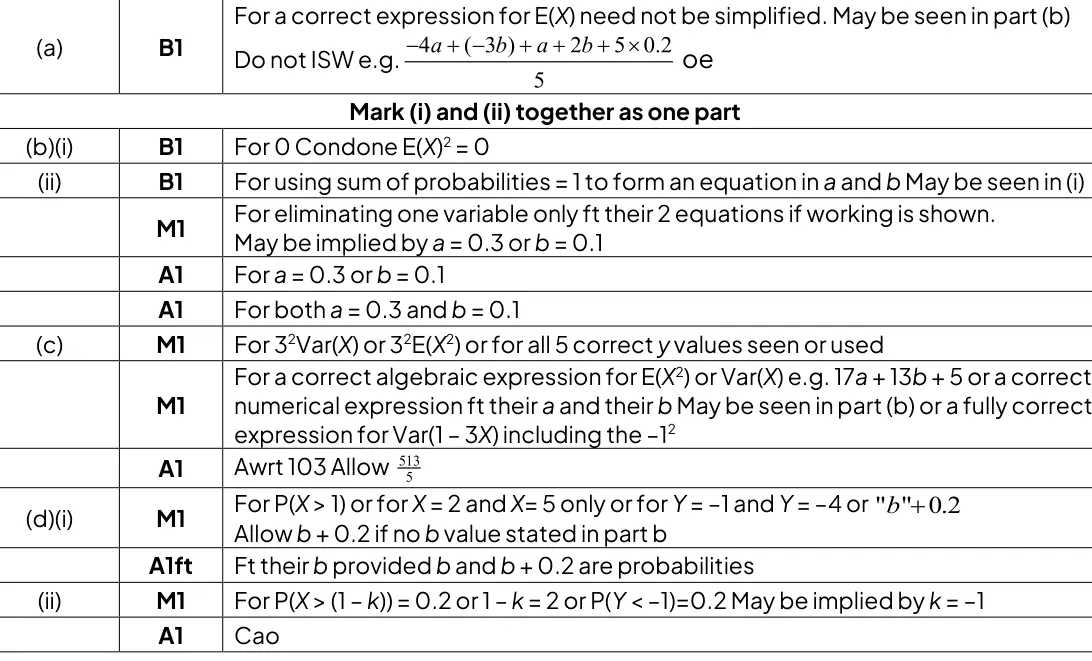 (a) B1 For a correct expression for E(X) need not be simplified. May be seen in part (b)
Do not ISW e.g. (−4a + (−3b) + a + 2b + 5 × 0.2)/5 oe
Mark (i) and (ii) together as one part
(b)(i) B1 For 0 Condone E(X)² = 0
(ii) B1 For using sum of probabilities = 1 to form an equation in a and b May be seen in (i)
M1 For eliminating one variable only ft their 2 equations if working is shown.
May be implied by a = 0.3 or b = 0.1
A1 For a = 0.3 or b = 0.1
A1 For both a = 0.3 and b = 0.1
(c) M1 For 3²Var(X) or 3²E(X²) or for all 5 correct y values seen or used
M1 For a correct algebraic expression for E(X²) or Var(X) e.g. 17a + 13b + 5 or a correct
numerical expression ft their a and their b May be seen in part (b) or a fully correct
expression for Var(1 – 3X) including the –1²
A1 Awrt 103 Allow 513/5
(d)(i) M1 For P(X > 1) or for X = 2 and X= 5 only or for Y = –1 and Y = –4 or "b"+ 0.2
Allow b + 0.2 if no b value stated in part b
A1ft Ft their b provided b and b + 0.2 are probabilities
(ii) M1 For P(X > (1 – k)) = 0.2 or 1 – k = 2 or P(Y < –1)=0.2 May be implied by k = –1
A1 Cao